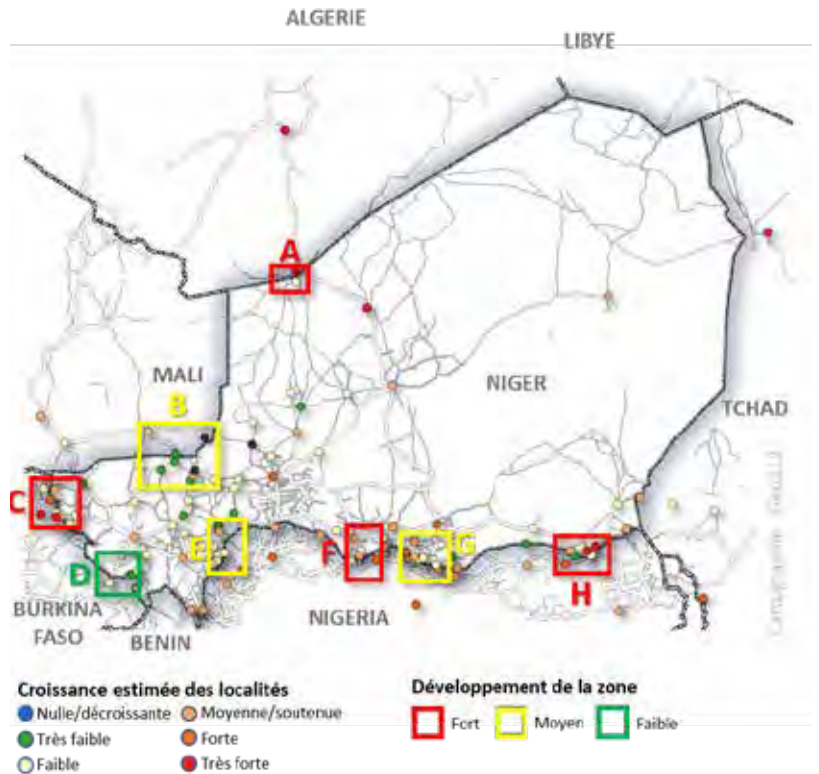 ALGERIE
LIBYE
A
MALI
B
NIGER
TCHAD
C
D
E
F
G
H
BURKINA
FASO
BENIN
NIGERIA
Croissance estimée des localités
Nulle/décroissante
Moyenne/soutenue
Très faible
Forte
Faible
Très forte
Développement de la zone
Fort
Moyen
Faible